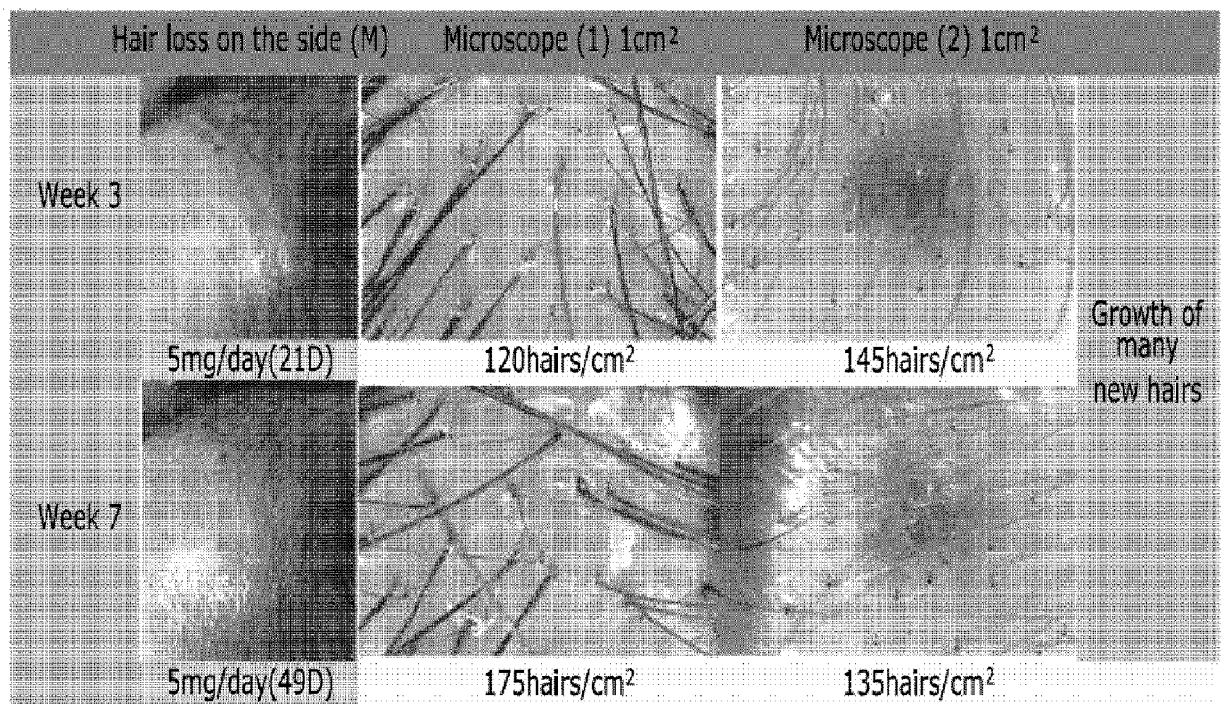 Hair loss on the side (M) Microscope (1) 1cm² Microscope (2) 1cm²
Week 3
5mg/day(21D) 120hairs/cm² 145hairs/cm²
Growth of
many
new hairs
Week 7
5mg/day(49D) 175hairs/cm² 135hairs/cm²